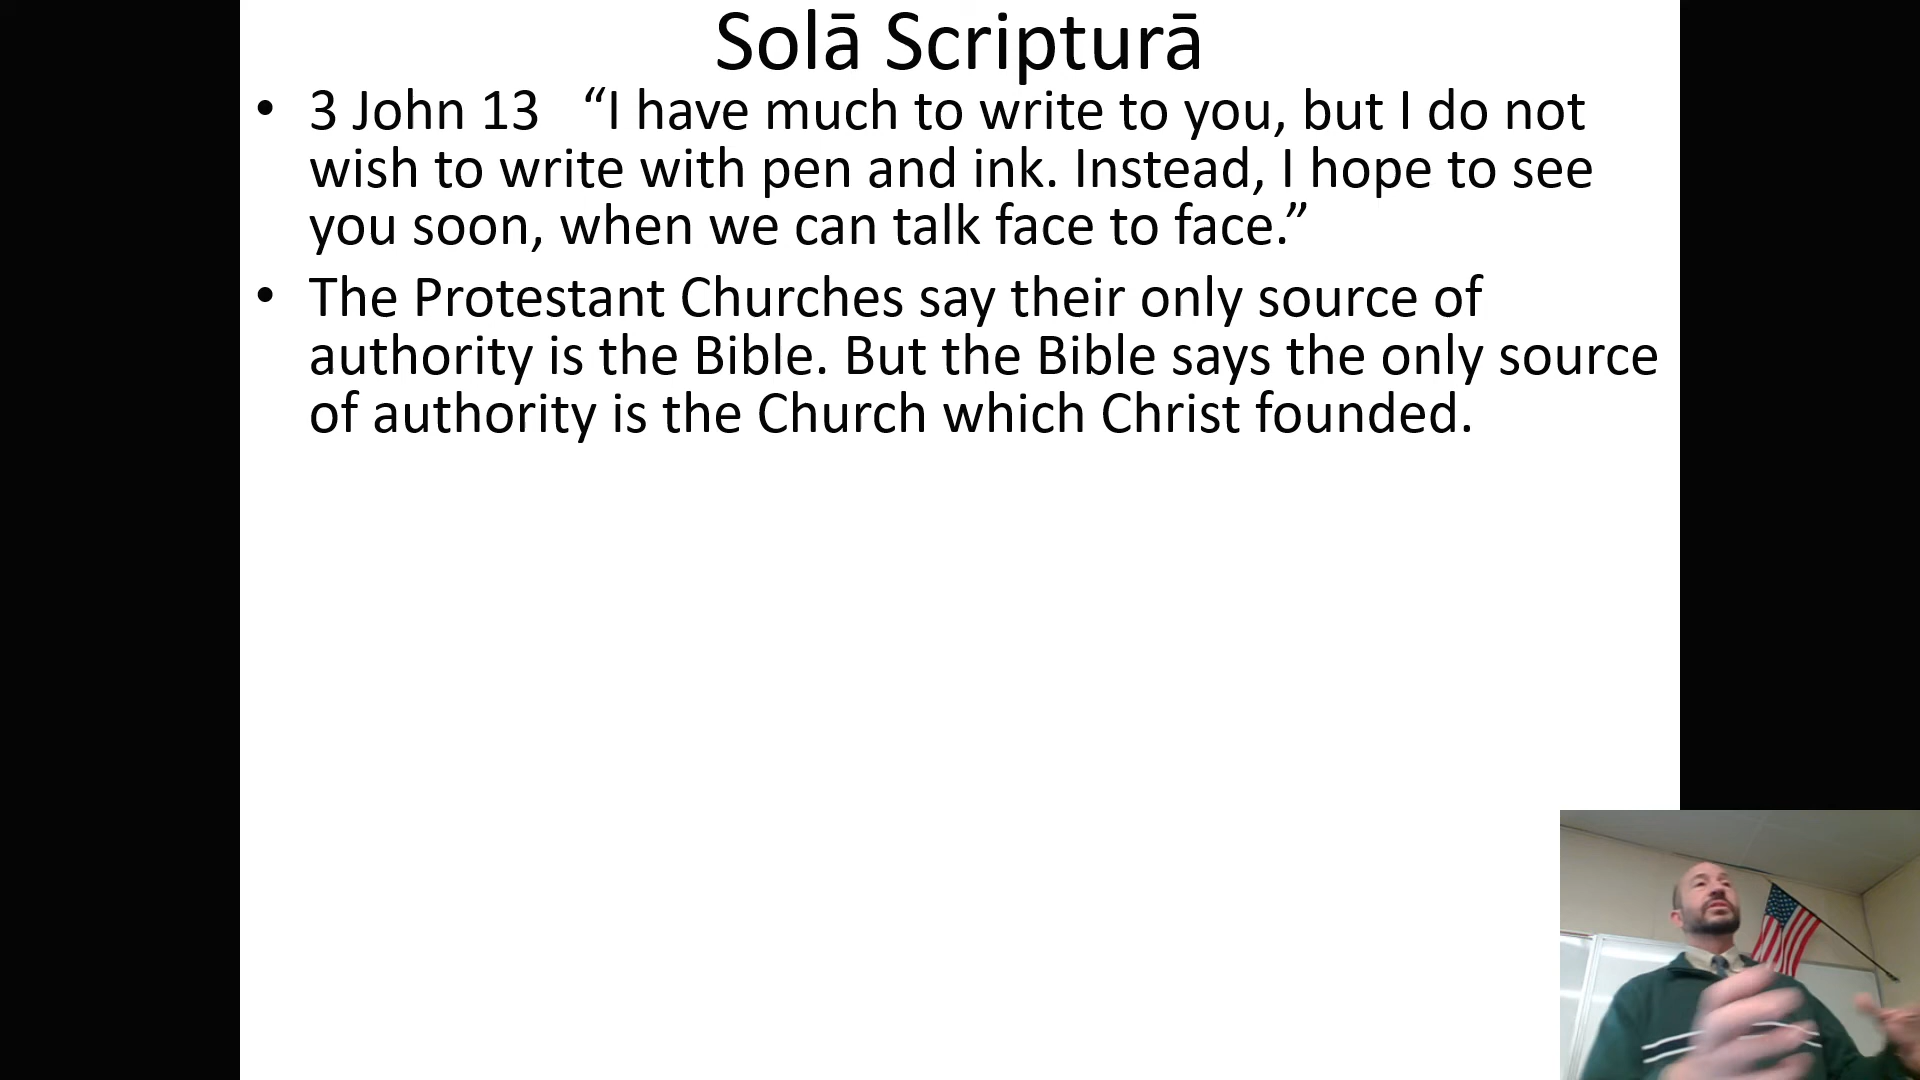 Solā Scripturā
• 3 John 13 “I have much to write to you, but I do not
wish to write with pen and ink. Instead, I hope to see
you soon, when we can talk face to face.”
• The Protestant Churches say their only source of
authority is the Bible. But the Bible says the only source
of authority is the Church which Christ founded.